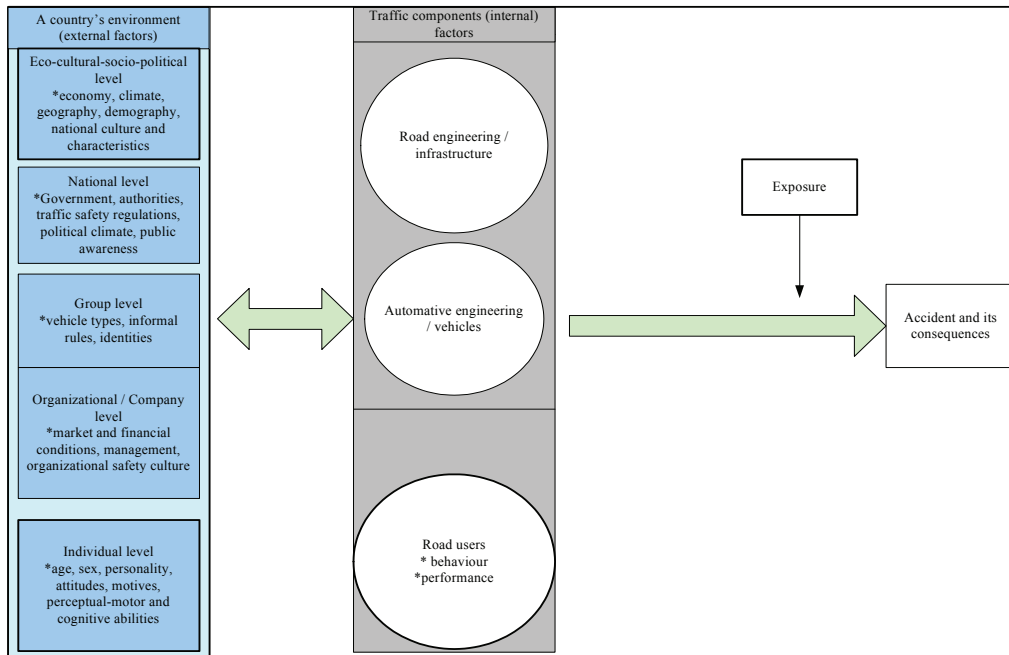 A country's environment
(external factors)
Eco-cultural-socio-political
level
*economy, climate,
geography, demography,
national culture and
characteristics
National level
*Government, authorities,
traffic safety regulations,
political climate, public
awareness
Group level
*vehicle types, informal
rules, identities
Organizational / Company
level
*market and financial
conditions, management,
organizational safety culture
Individual level
*age, sex, personality,
attitudes, motives,
perceptual-motor and
cognitive abilities
Traffic components (internal)
factors
Road engineering /
infrastructure
Automative engineering
/ vehicles
Road users
* behaviour
*performance
Exposure
Accident and its
consequences